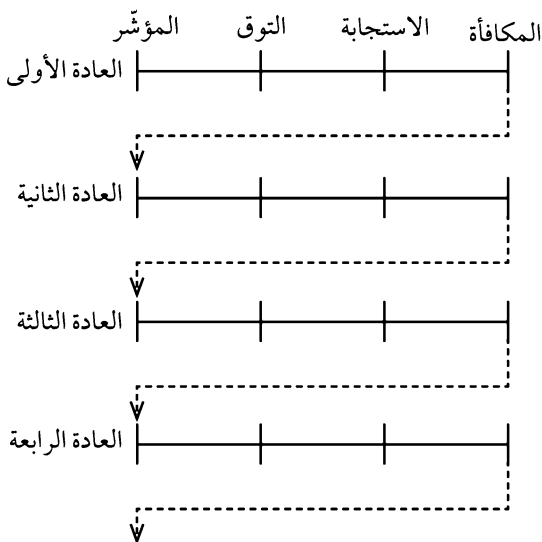 المؤشّر التوق الاستجابة المكافأة
العادة الأولى
العادة الثانية
العادة الثالثة
العادة الرابعة